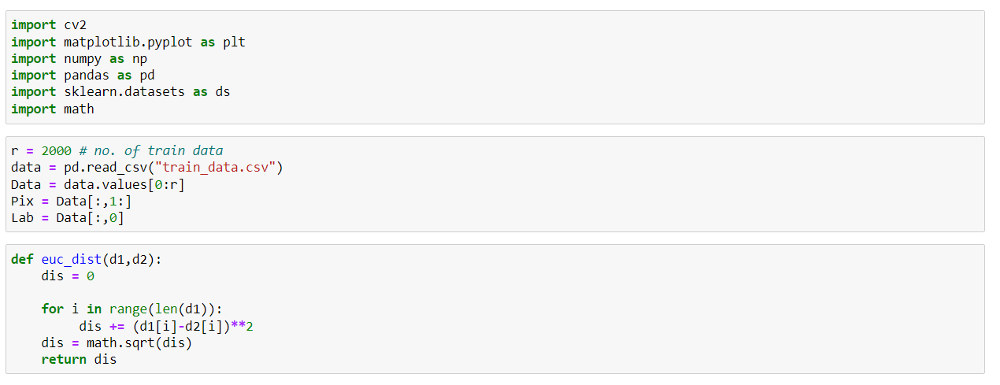 import cv2
import matplotlib.pyplot as plt
import numpy as np
import pandas as pd
import sklearn.datasets as ds
import math
r = 2000 # no. of train data
data = pd.read_csv("train_data.csv")
Data = data.values[0:r]
Pix = Data[:,1:]
Lab = Data[:,0]
def euc_dist(d1,d2):
    dis = 0
    for i in range(len(d1)):
         dis += (d1[i]-d2[i])**2
    dis = math.sqrt(dis)
    return dis